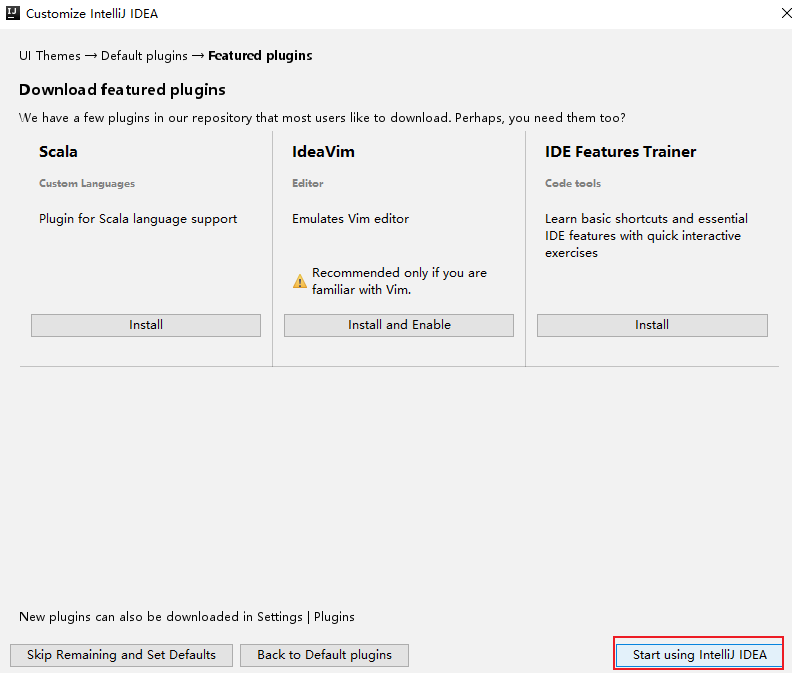 Customize IntelliJ IDEA
UI Themes → Default plugins → Featured plugins
Download featured plugins
We have a few plugins in our repository that most users like to download. Perhaps, you need them too?
Scala
Custom Languages
Plugin for Scala language support
Install
IdeaVim
Editor
Emulates Vim editor
Recommended only if you are
familiar with Vim.
Install and Enable
IDE Features Trainer
Code tools
Learn basic shortcuts and essential
IDE features with quick interactive
exercises
Install
New plugins can also be downloaded in Settings | Plugins
Skip Remaining and Set Defaults
Back to Default plugins
Start using IntelliJ IDEA